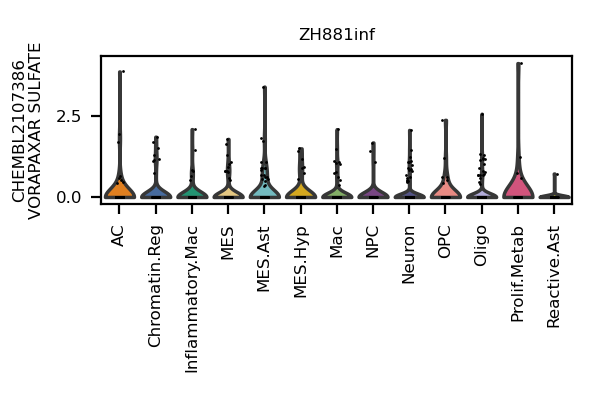 ZH881inf
CHEMBL2107386
VORAPAXAR SULFATE
2.5
0.0
AC
Chromatin.Reg
Inflammatory.Mac
MES
MES.Ast
MES.Hyp
Mac
NPC
Neuron
OPC
Oligo
Prolif.Metab
Reactive.Ast